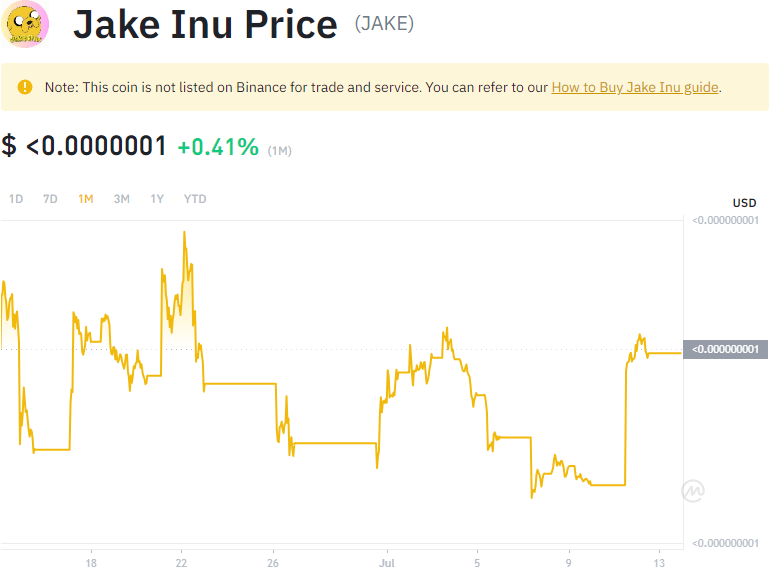 Jake Inu Price (JAKE)
Note: This coin is not listed on Binance for trade and service. You can refer to our How to Buy Jake Inu guide.
$ <0.0000001 +0.41% (1M)
1D 7D 1M 3M 1Y YTD
USD
<0.000000001
<0.000000001
<0.000000001
18 22 26 Jul 5 9 13